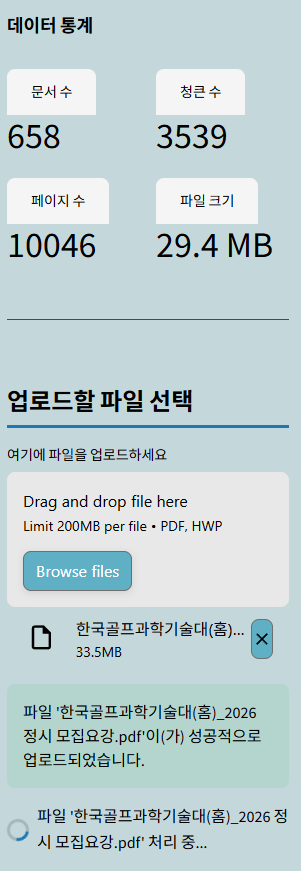 데이터 통계
문서 수
청큰 수
658
3539
페이지 수
파일 크기
10046
29.4 MB
업로드할 파일 선택
여기에 파일을 업로드하세요
Drag and drop file here
Limit 200MB per file • PDF, HWP
Browse files
한국골프과학기술대(홈)...
33.5MB
파일 '한국골프과학기술대(홈)_2026
정시 모집요강.pdf'이(가) 성공적으로
업로드되었습니다.
파일 '한국골프과학기술대(홈)_2026 정
시 모집요강.pdf' 처리 중...